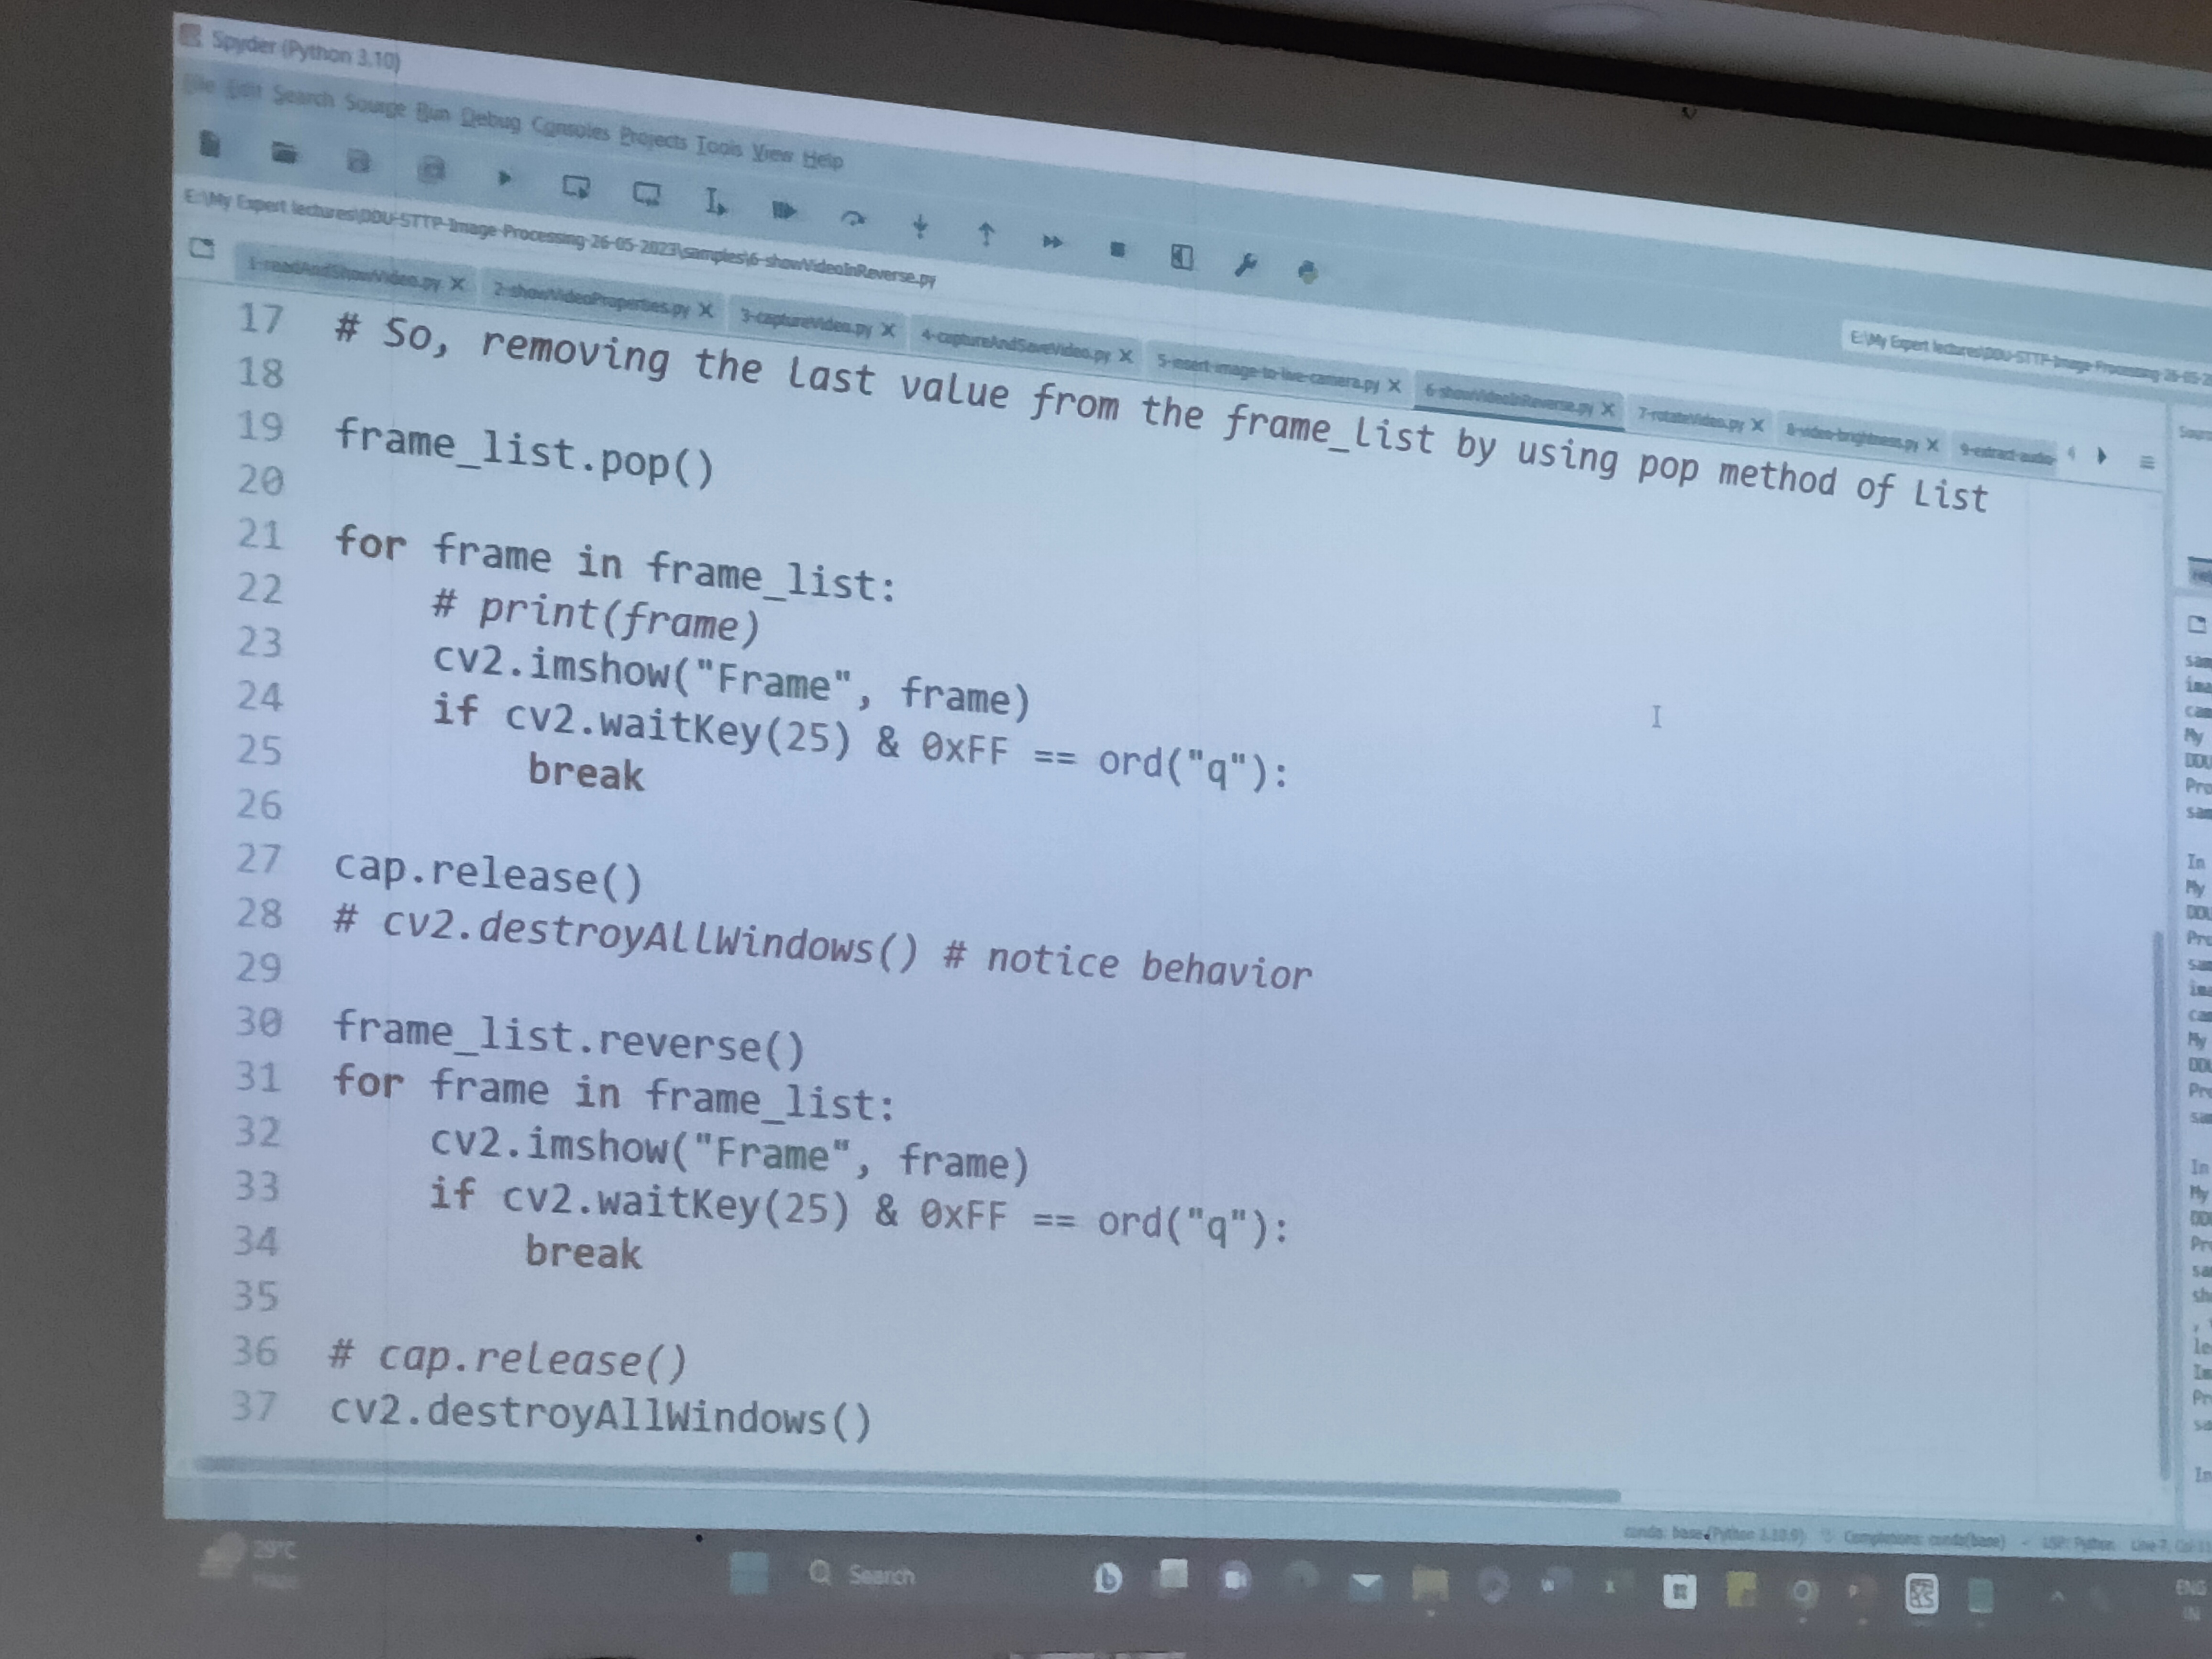 Spyder (Python 3.10)
File Edit Search Source Run Debug Consoles Projects Tools View Help
E:\My Expert lectures\DDU-STTP-Image-Processing-26-05-2023\samples\6-showVideoInReverse.py
E:\My Expert lectures\DDU-STTP-Image-Processing-26-05-2
1-readAndShowVideo.py 2-showVideoProperties.py 3-captureVideo.py 4-captureAndSaveVideo.py 5-insert-image-to-live-camera.py 6-showVideoInReverse.py 7-rotateVideo.py 8-video-brightness.py 9-extract-audio-
17 # So, removing the last value from the frame_list by using pop method of List
18
19 frame_list.pop()
20
21 for frame in frame_list:
22 # print(frame)
23 cv2.imshow("Frame", frame)
24 if cv2.waitKey(25) & 0xFF == ord("q"):
25 break
26
27 cap.release()
28 # cv2.destroyAllWindows() # notice behavior
29
30 frame_list.reverse()
31 for frame in frame_list:
32 cv2.imshow("Frame", frame)
33 if cv2.waitKey(25) & 0xFF == ord("q"):
34 break
35
36 # cap.release()
37 cv2.destroyAllWindows()
conda: base (Python 3.10.9) Completions: conda(base) LSP: Python
29°C
Search
ENG
IN